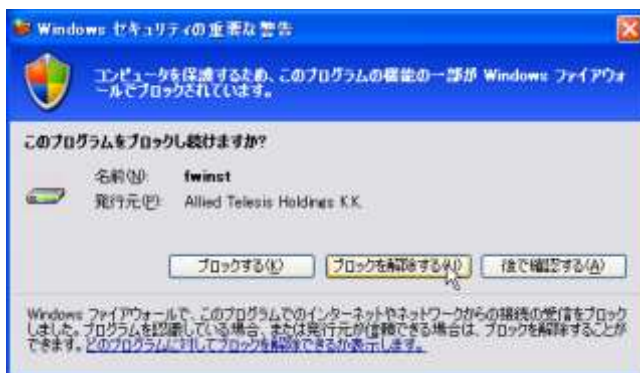 Windows セキュリティの重要な警告
コンピュータを保護するため、このプログラムの機能の一部が Windows ファイアウォ
ールでブロックされています。
このプログラムをブロックし続けますか?
名前(N): fwinst
発行元(P): Allied Telesis Holdings K.K.
ブロックする(K) ブロックを解除する(U) 後で確認する(A)
Windows ファイアウォールで、このプログラムでのインターネットやネットワークからの接続の受信をブロック
しました。プログラムを認識している場合、または発行元が信頼できる場合は、ブロックを解除することが
できます。どのプログラムに対してブロックを解除できるか表示します。